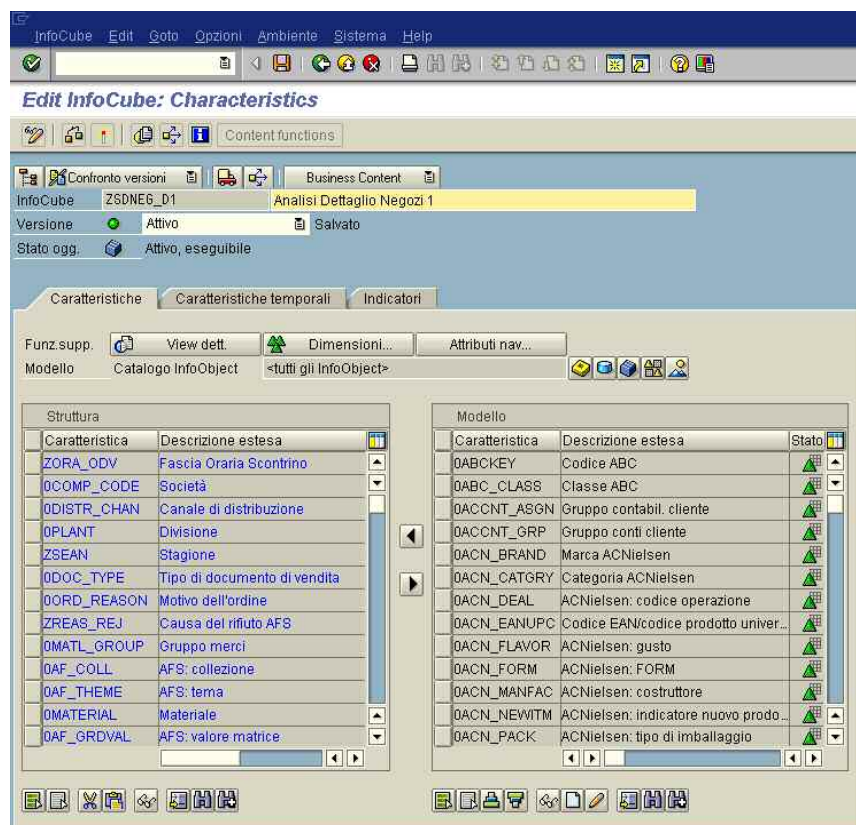 InfoCube Edit Goto Opzioni Ambiente Sistema Help
Edit InfoCube: Characteristics
Content functions
Confronto versioni Business Content
InfoCube ZSDNEG_D1 Analisi Dettaglio Negozi 1
Versione Attivo Salvato
Stato ogg. Attivo, eseguibile
Caratteristiche Caratteristiche temporali Indicatori
Funz.supp. View dett. Dimensioni... Attributi nav...
Modello Catalogo InfoObject <tutti gli InfoObject>
Struttura
Caratteristica Descrizione estesa
ZORA_ODV Fascia Oraria Scontrino
0COMP_CODE Società
0DISTR_CHAN Canale di distribuzione
0PLANT Divisione
ZSEAN Stagione
0DOC_TYPE Tipo di documento di vendita
0ORD_REASON Motivo dell'ordine
ZREAS_REJ Causa del rifiuto AFS
0MATL_GROUP Gruppo merci
0AF_COLL AFS: collezione
0AF_THEME AFS: tema
0MATERIAL Materiale
0AF_GRDVAL AFS: valore matrice
Modello
Caratteristica Descrizione estesa Stato
0ABCKEY Codice ABC
0ABC_CLASS Classe ABC
0ACCNT_ASGN Gruppo contabil. cliente
0ACCNT_GRP Gruppo conti cliente
0ACN_BRAND Marca ACNielsen
0ACN_CATGRY Categoria ACNielsen
0ACN_DEAL ACNielsen: codice operazione
0ACN_EANUPC Codice EAN/codice prodotto univer...
0ACN_FLAVOR ACNielsen: gusto
0ACN_FORM ACNielsen: FORM
0ACN_MANFAC ACNielsen: costruttore
0ACN_NEWITM ACNielsen: indicatore nuovo prodo...
0ACN_PACK ACNielsen: tipo di imballaggio